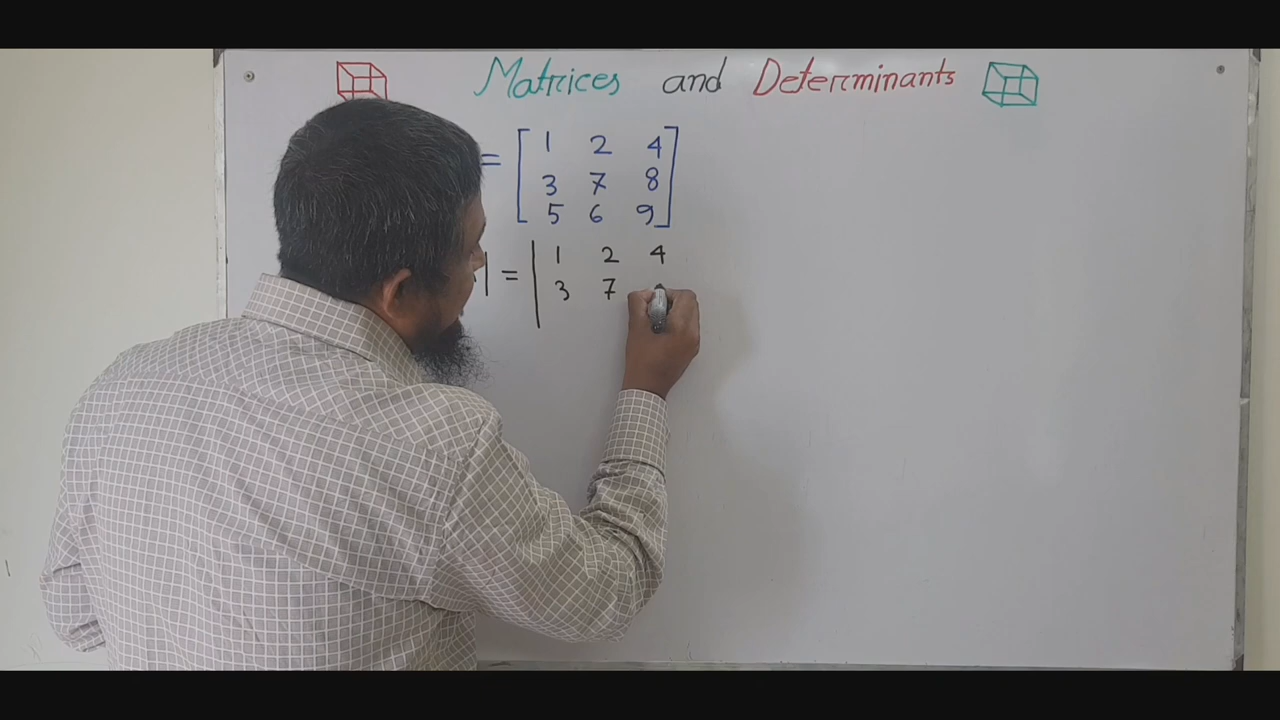 Matrices and Determinants
= [ 1 2 4
3 7 8
5 6 9 ]
| = | 1 2 4
3 7